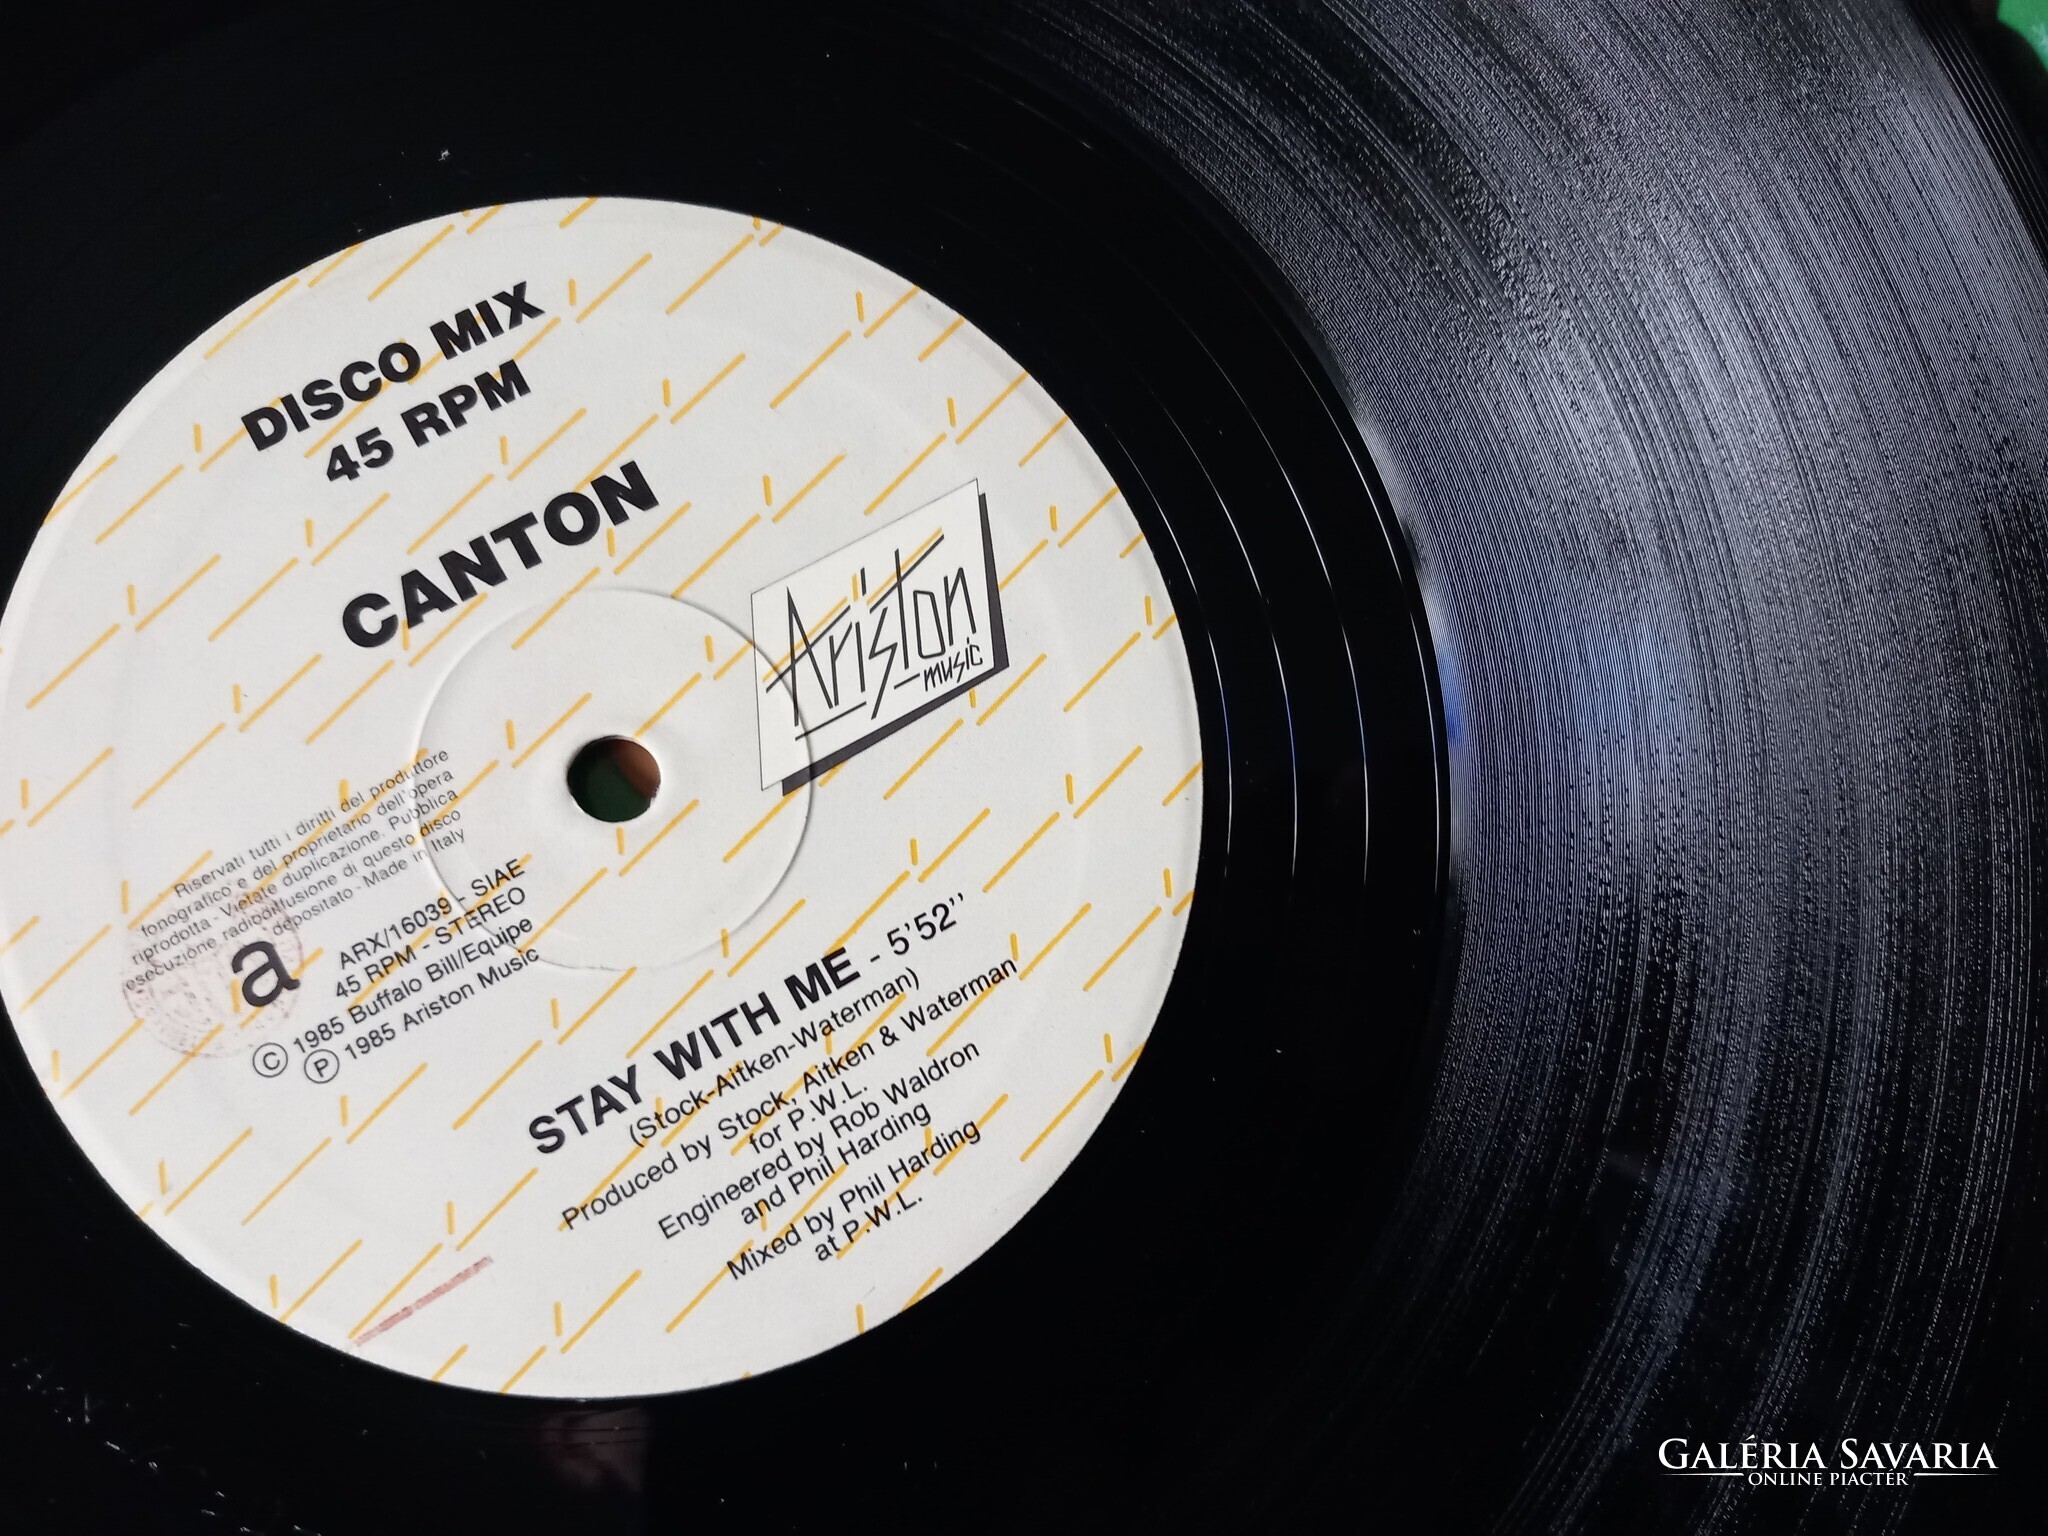 DISCO MIX
45 RPM
CANTON
Ariston
music
Riservati tutti i diritti del produttore
fonografico e del proprietario dell'opera
riprodotta - Vietate duplicazione. Pubblica
esecuzione radiodiffusione di questo disco
depositato - Made in Italy
a
ARX/16039 - SIAE
45 RPM - STEREO
© 1985 Buffalo Bill/Equipe
℗ 1985 Ariston Music
STAY WITH ME - 5'52''
(Stock-Aitken-Waterman)
Produced by Stock, Aitken & Waterman
for P.W.L.
Engineered by Rob Waldron
and Phil Harding
Mixed by Phil Harding
at P.W.L.
GALÉRIA SAVARIA
ONLINE PIACTÉR